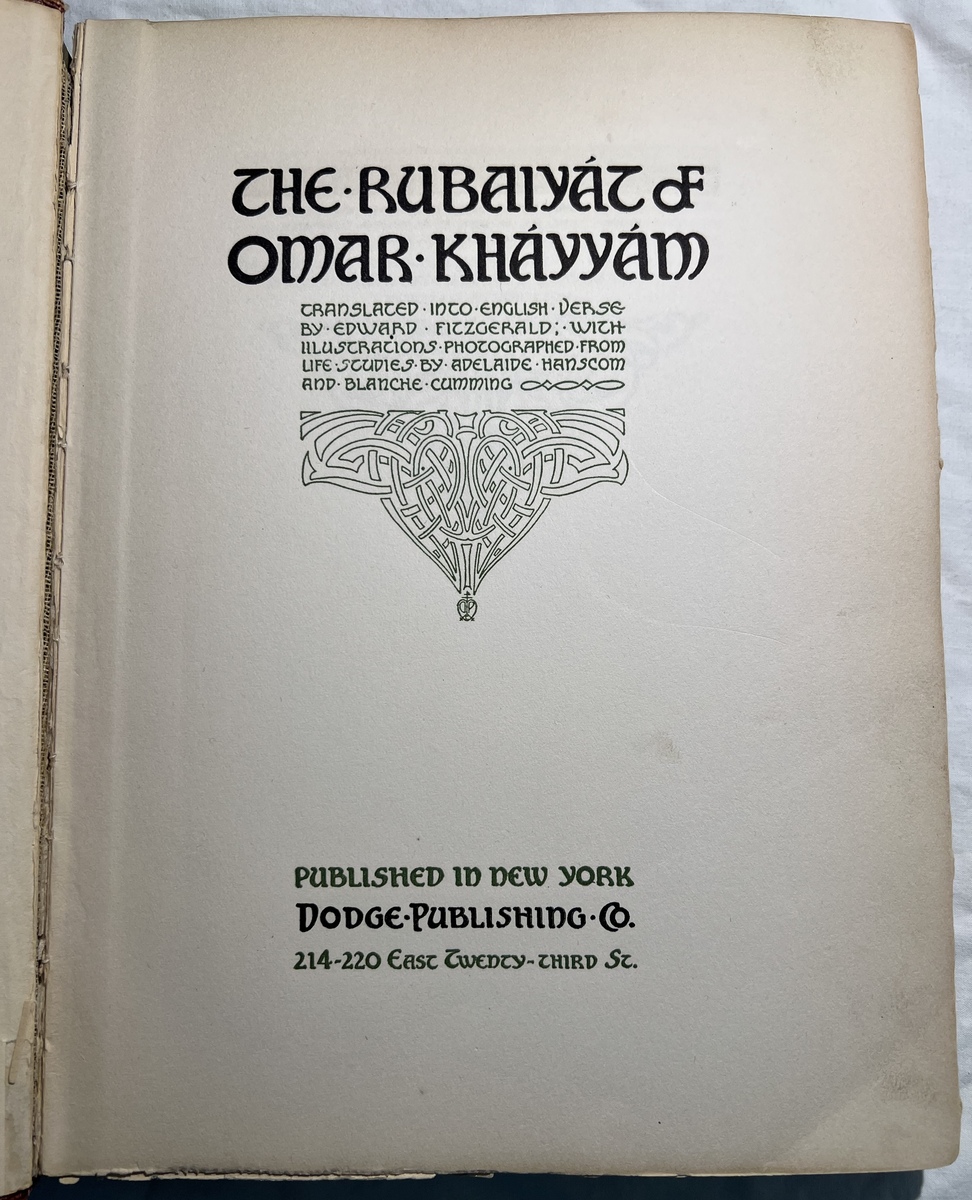 THE·RUBAIYÁT OF
OMAR·KHÁYYÁM
TRANSLATED·INTO·ENGLISH·VERSE
BY·EDWARD·FITZGERALD;·WITH
ILLUSTRATIONS·PHOTOGRAPHED·FROM
LIFE·STUDIES·BY·ADELAIDE·HANSCOM
AND·BLANCHE·CUMMING
PUBLISHED IN NEW YORK
DODGE·PUBLISHING·CO.
214-220 EAST TWENTY-THIRD ST.